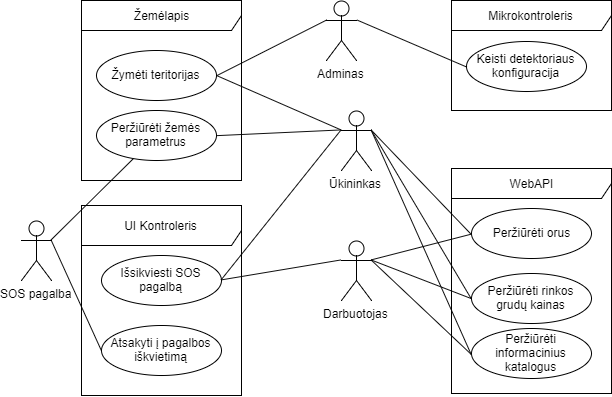 Žemėlapis
Žymėti teritorijas
Peržiūrėti žemės
parametrus
Adminas
Mikrokontroleris
Keisti detektoriaus
konfiguracija
Ūkininkas
WebAPI
Peržiūrėti orus
Peržiūrėti rinkos
grudų kainas
Peržiūrėti
informacinius
katalogus
UI Kontroleris
Išsikviesti SOS
pagalbą
Atsakyti į pagalbos
iškvietimą
SOS pagalba
Darbuotojas